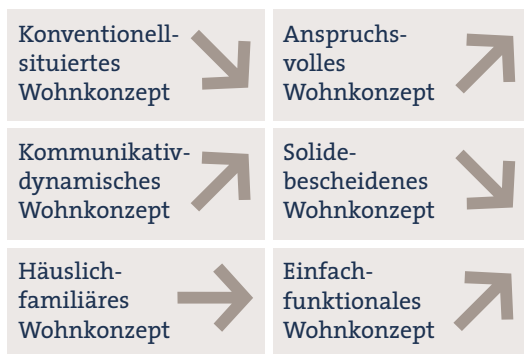 Konventionell-
situiertes
Wohnkonzept
Anspruchs-
volles
Wohnkonzept
Kommunikativ-
dynamisches
Wohnkonzept
Solide-
bescheidenes
Wohnkonzept
Häuslich-
familiäres
Wohnkonzept
Einfach-
funktionales
Wohnkonzept